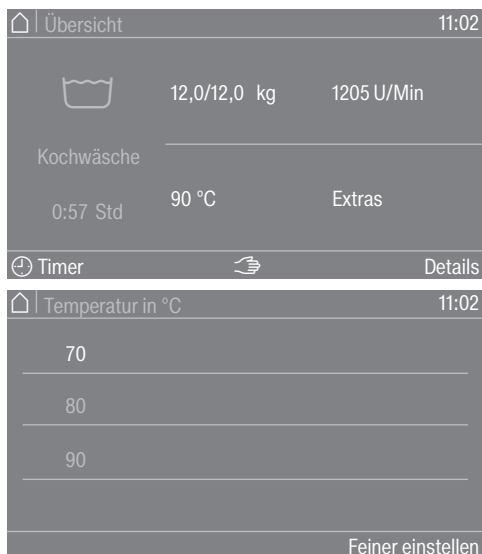 Übersicht 11:02
12,0/12,0 kg 1205 U/Min
Kochwäsche
90 °C Extras
0:57 Std
Timer Details
Temperatur in °C 11:02
70
80
90
Feiner einstellen